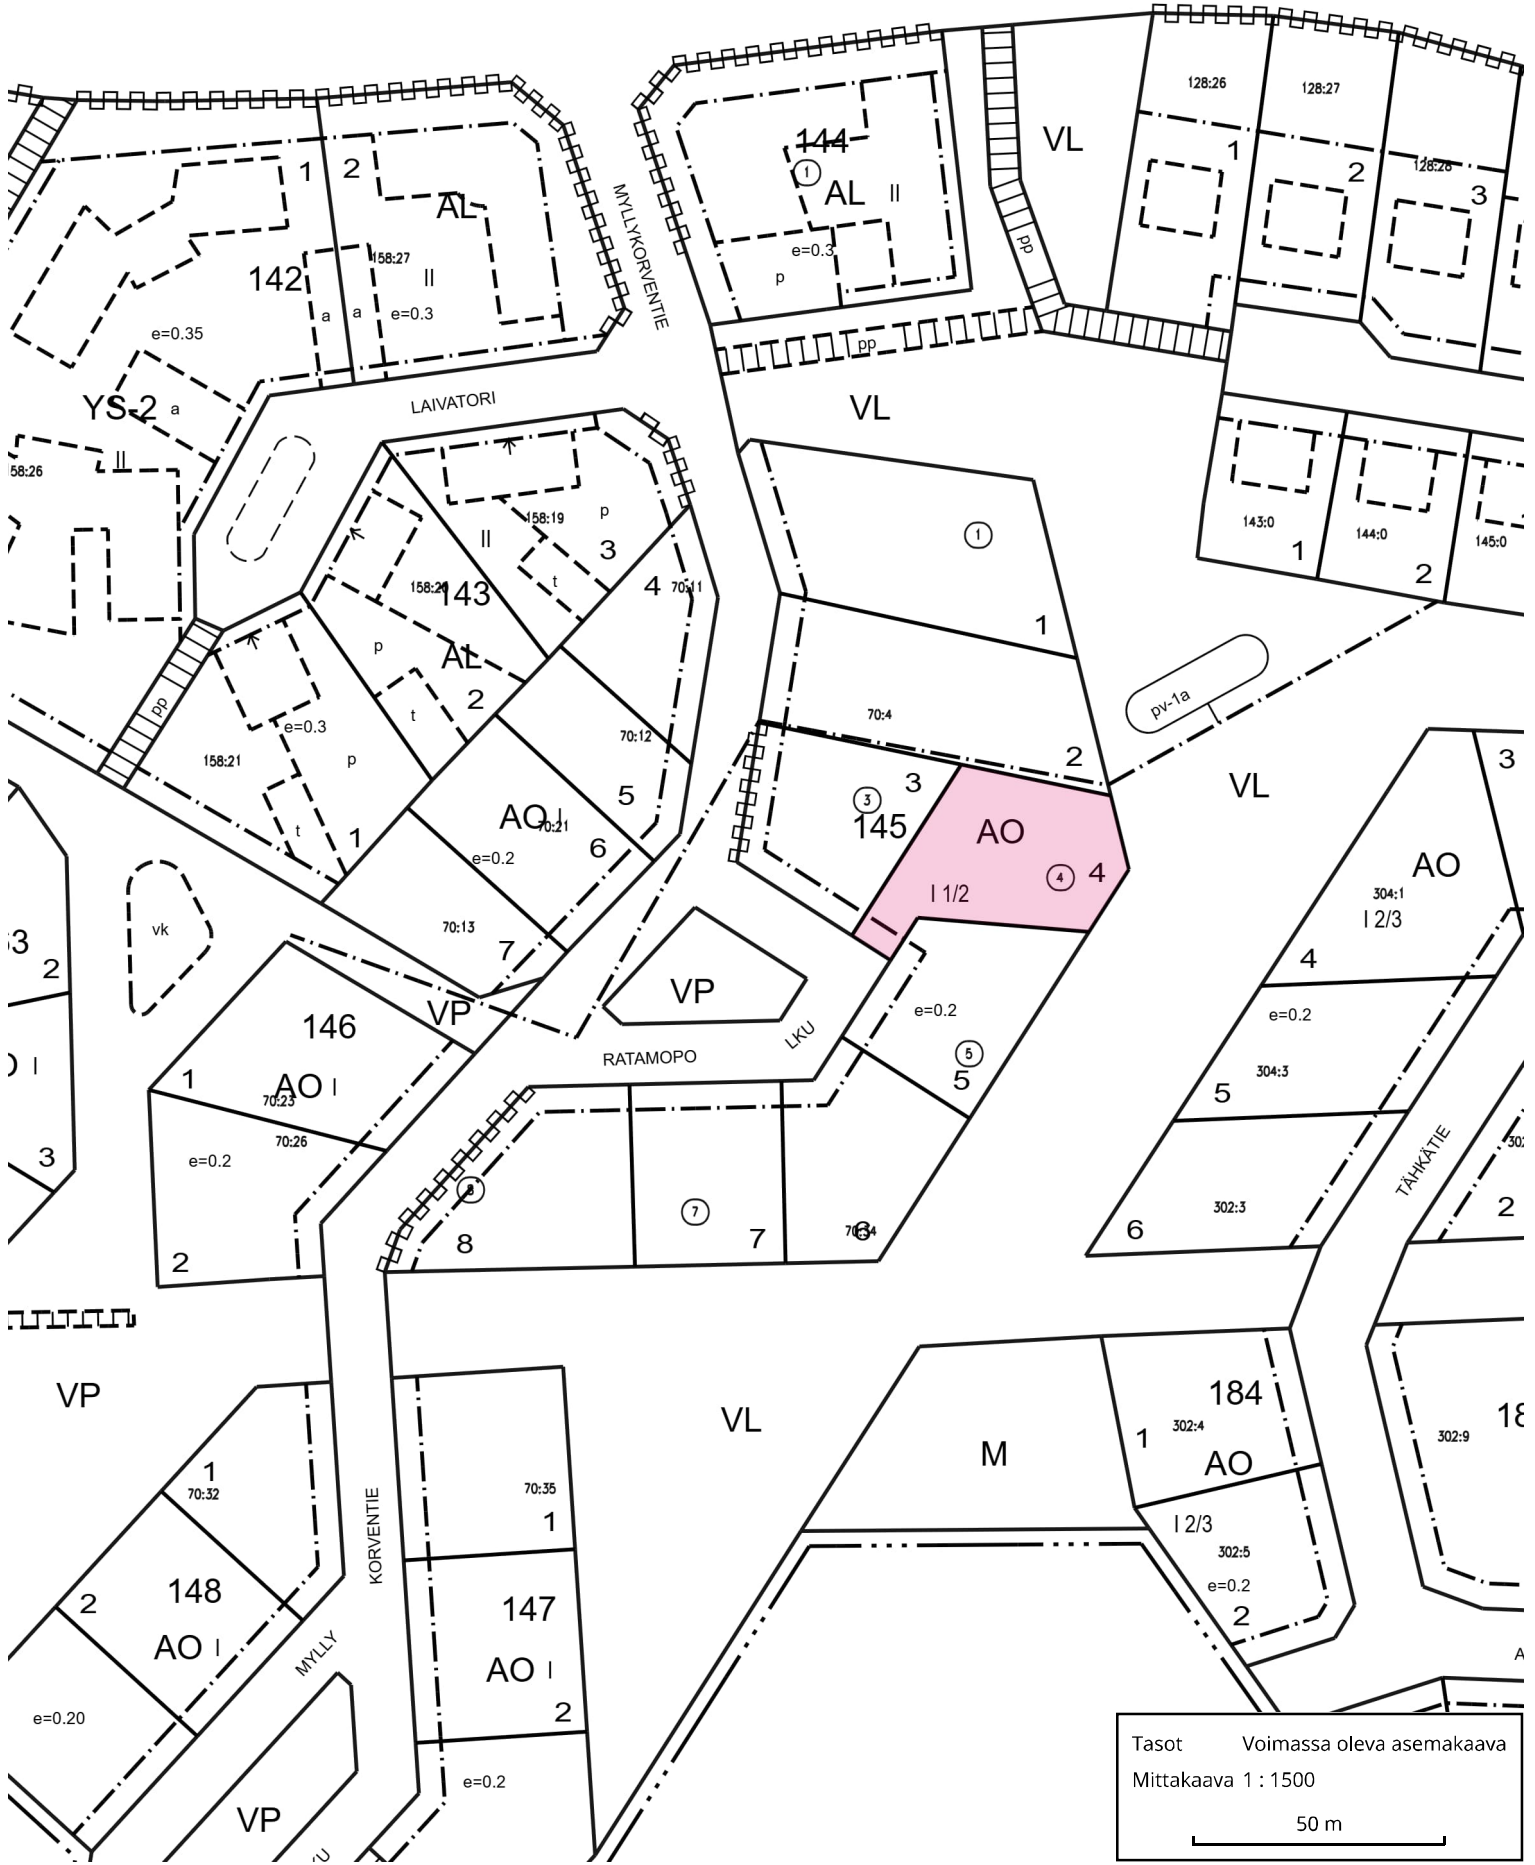 128:26
128:27
144
1
VL
1
2
128:28
3
1
2
AL
II
AL
MYLLYKORVENTIE
158:27
e=0.3
pp
142
II
p
a
a
e=0.3
e=0.35
pp
LAIVATORI
VL
YS-2
a
II
158:19
p
143:0
144:0
145:0
1
II
3
1
2
t
4
70:11
143
1
p
AL
pv-1a
2
pp
t
e=0.3
70:4
70:12
158:21
p
2
VL
3
3
5
3
145
AO
t
1
AO I
70:21
6
e=0.2
AO
4
4
304:1
I 1/2
I 2/3
vk
70:13
2
7
4
VP
VP
e=0.2
e=0.2
146
LKU
RATAMOPO
5
5
304:3
I
1
AO I
70:23
5
70:26
3
e=0.2
TÄHKÄTIE
302:3
2
7
6
8
7
2
VP
184
VL
1
302:4
302:9
M
AO
1
70:32
KORVENTIE
70:35
1
I 2/3
302:5
148
2
147
e=0.2
2
AO I
MYLLY
AO I
2
e=0.20
Tasot Voimassa oleva asemakaava
Mittakaava 1 : 1500
e=0.2
VP
50 m